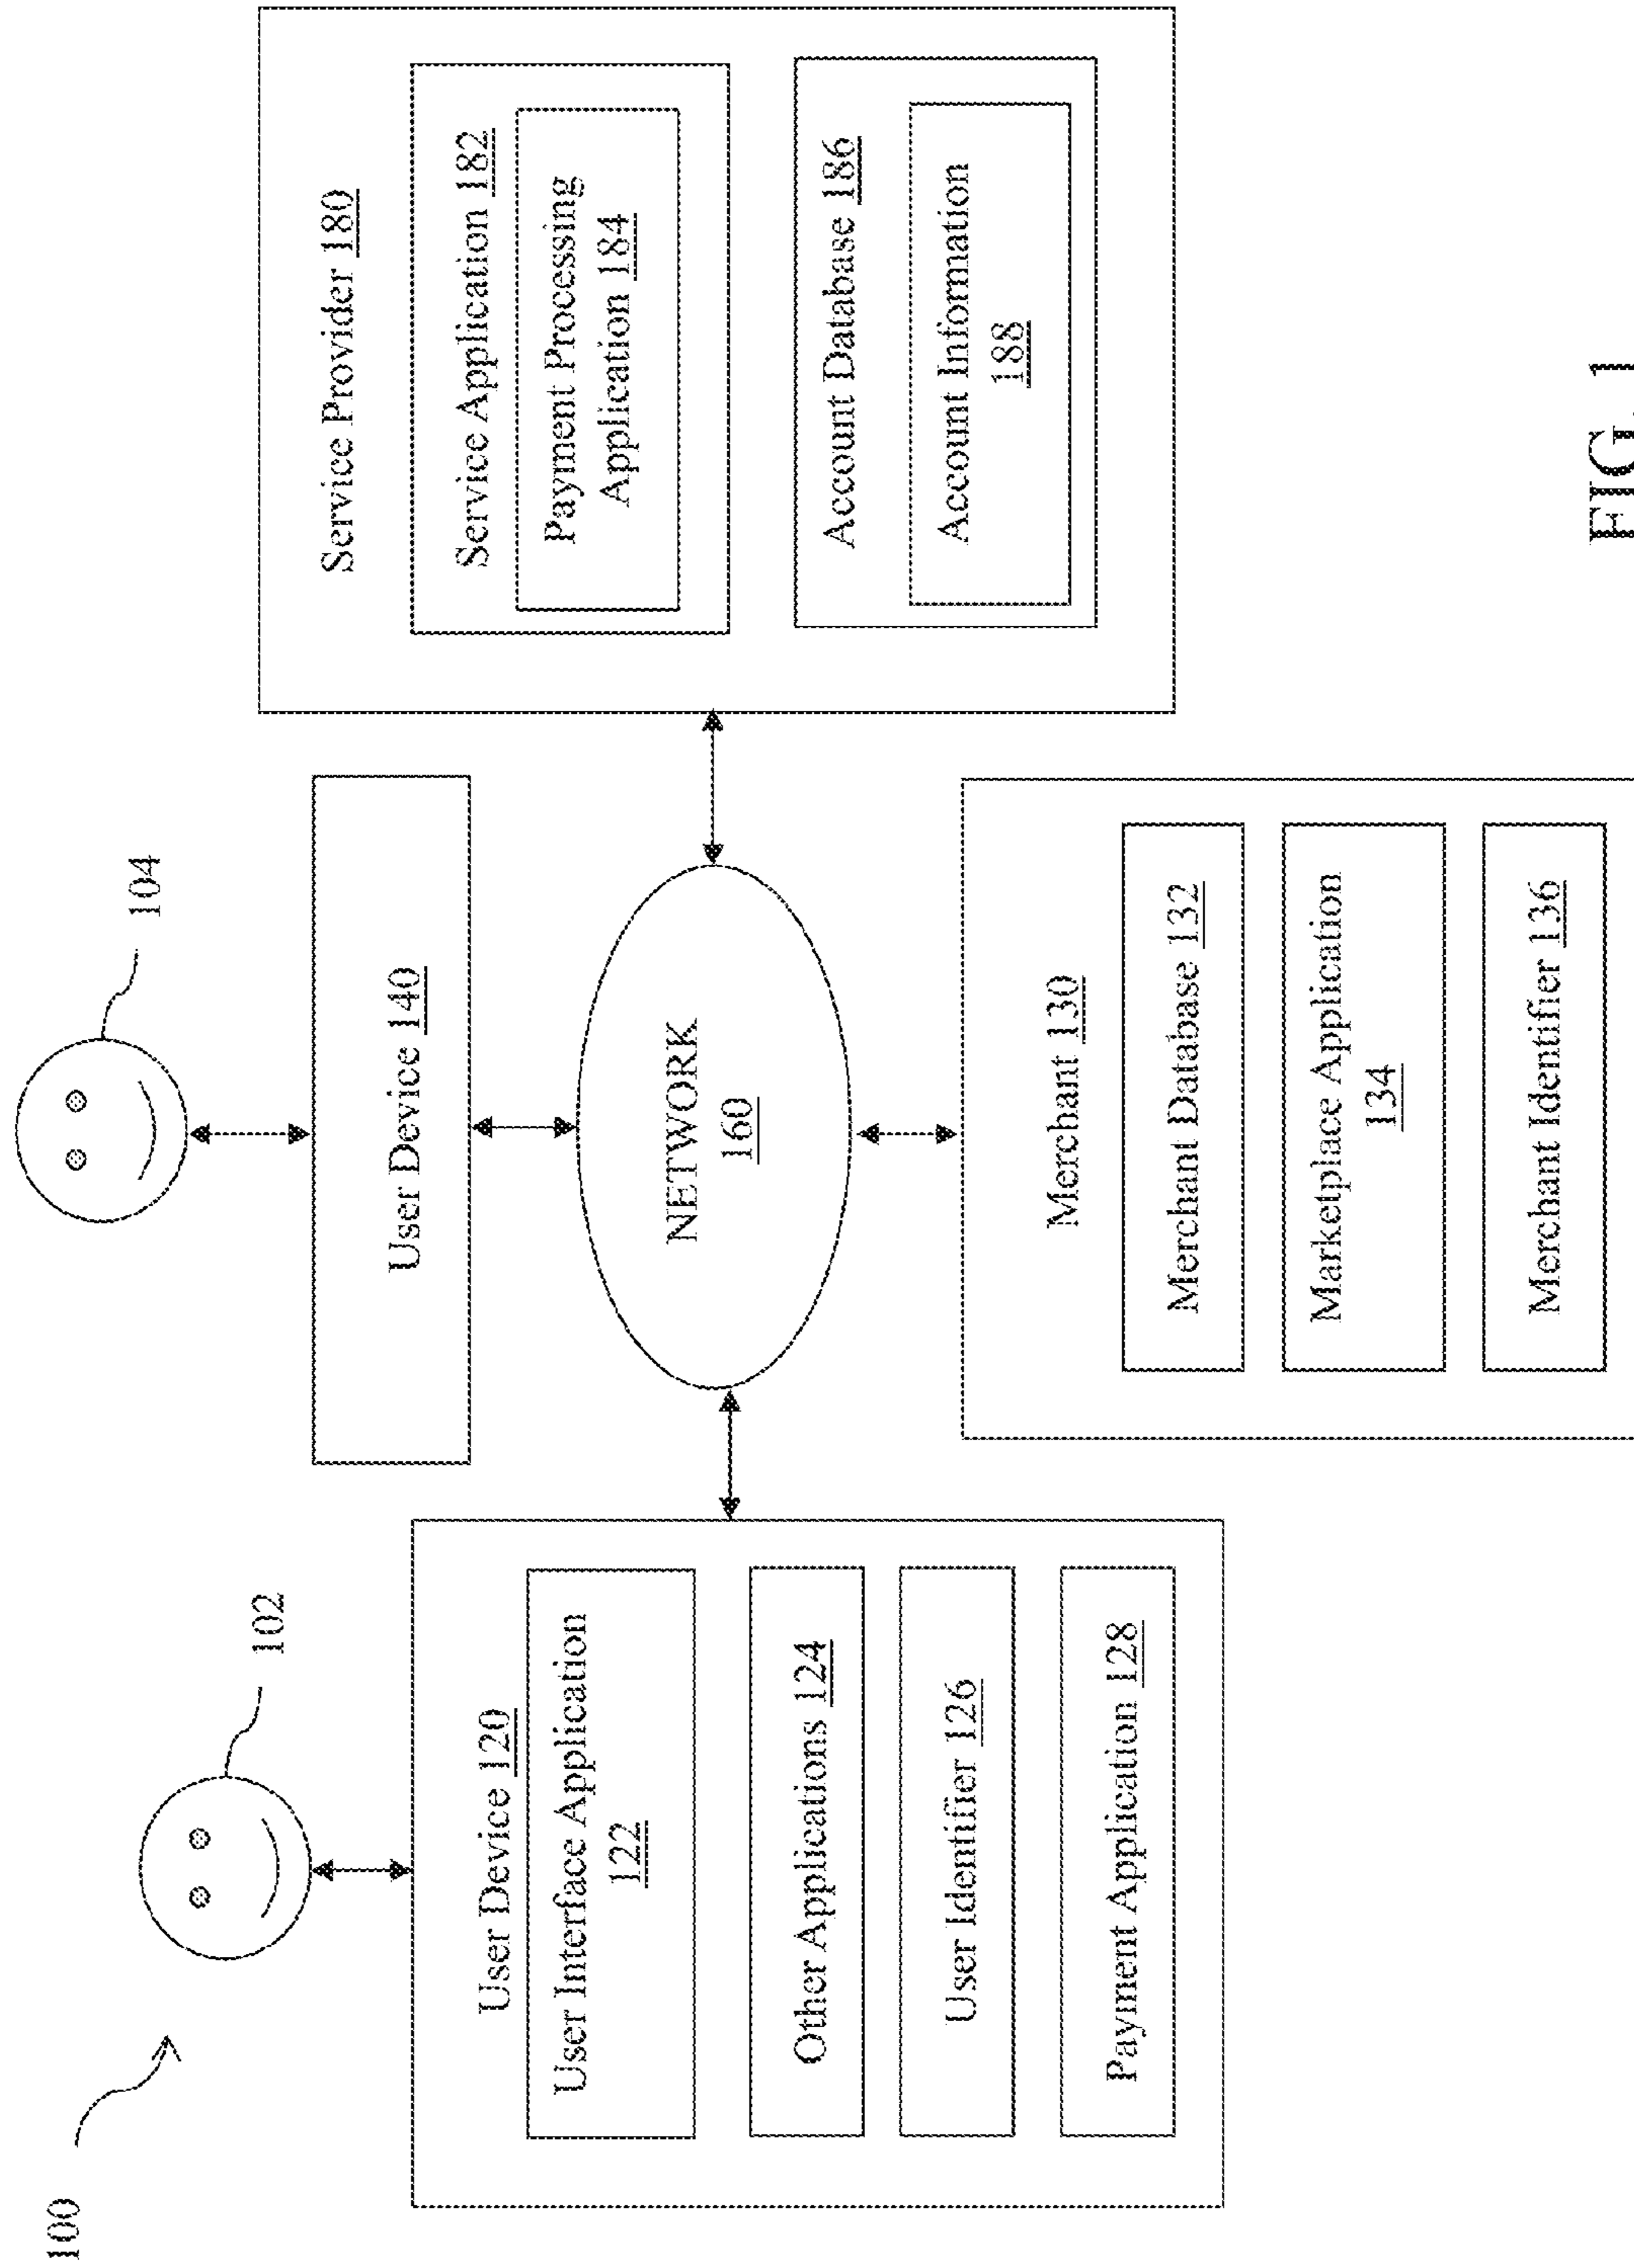 100
102
104
User Device 120
User Interface Application
122
Other Applications 124
User Identifier 126
Payment Application 128
User Device 140
NETWORK
160
Merchant 130
Merchant Database 132
Marketplace Application
134
Merchant Identifier 136
Service Provider 180
Service Application 182
Payment Processing
Application 184
Account Database 186
Account Information
188
FIG. 1